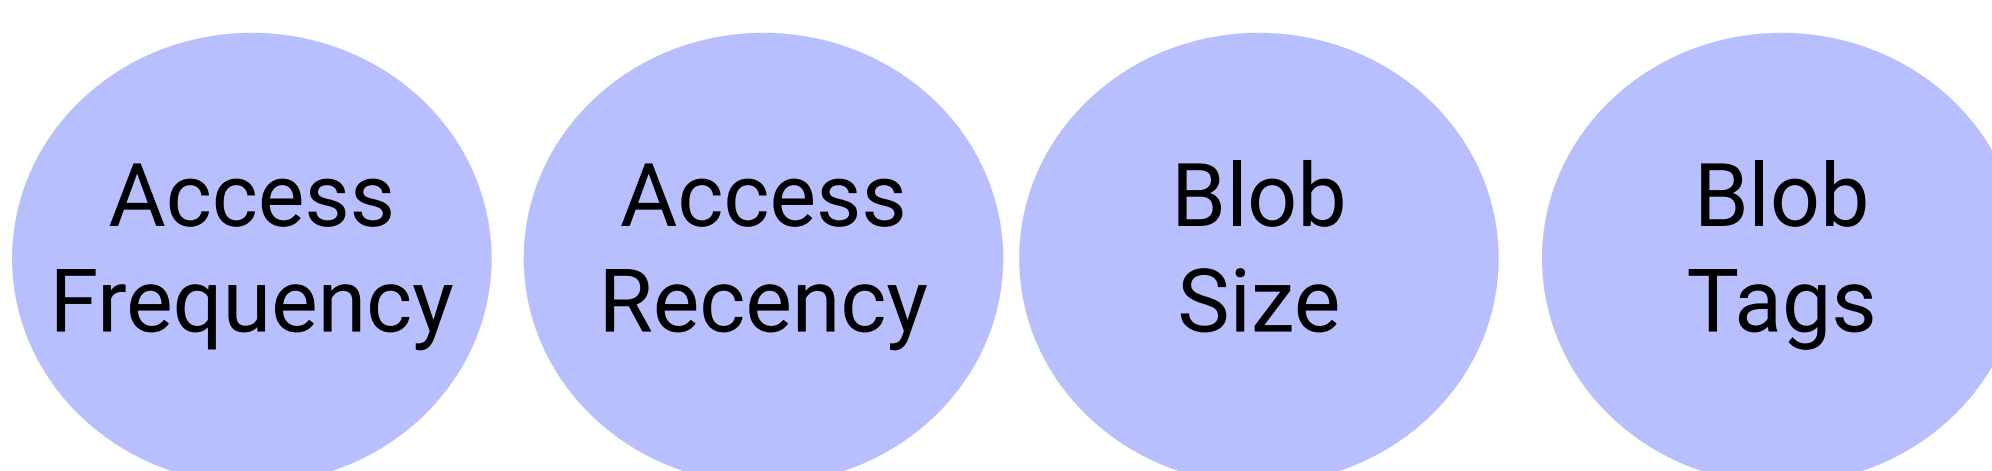 Access
Frequency
Access
Recency
Blob
Size
Blob
Tags